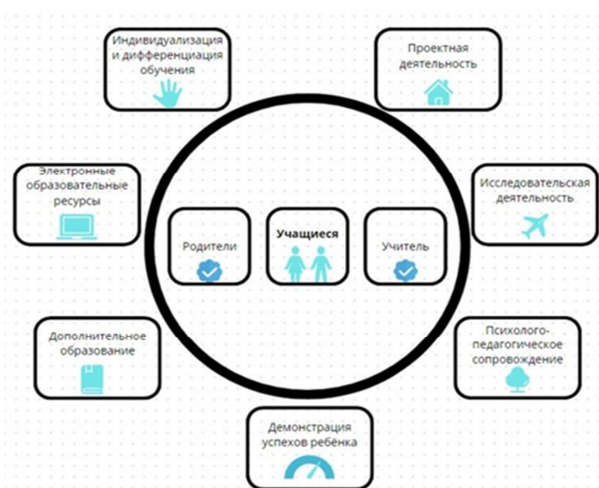 Индивидуализация
и дифференциация
обучения
Проектная
деятельность
Электронные
образовательные
ресурсы
Исследовательская
деятельность
Родители
Учащиеся
Учитель
Дополнительное
образование
Психолого-
педагогическое
сопровождение
Демонстрация
успехов ребёнка